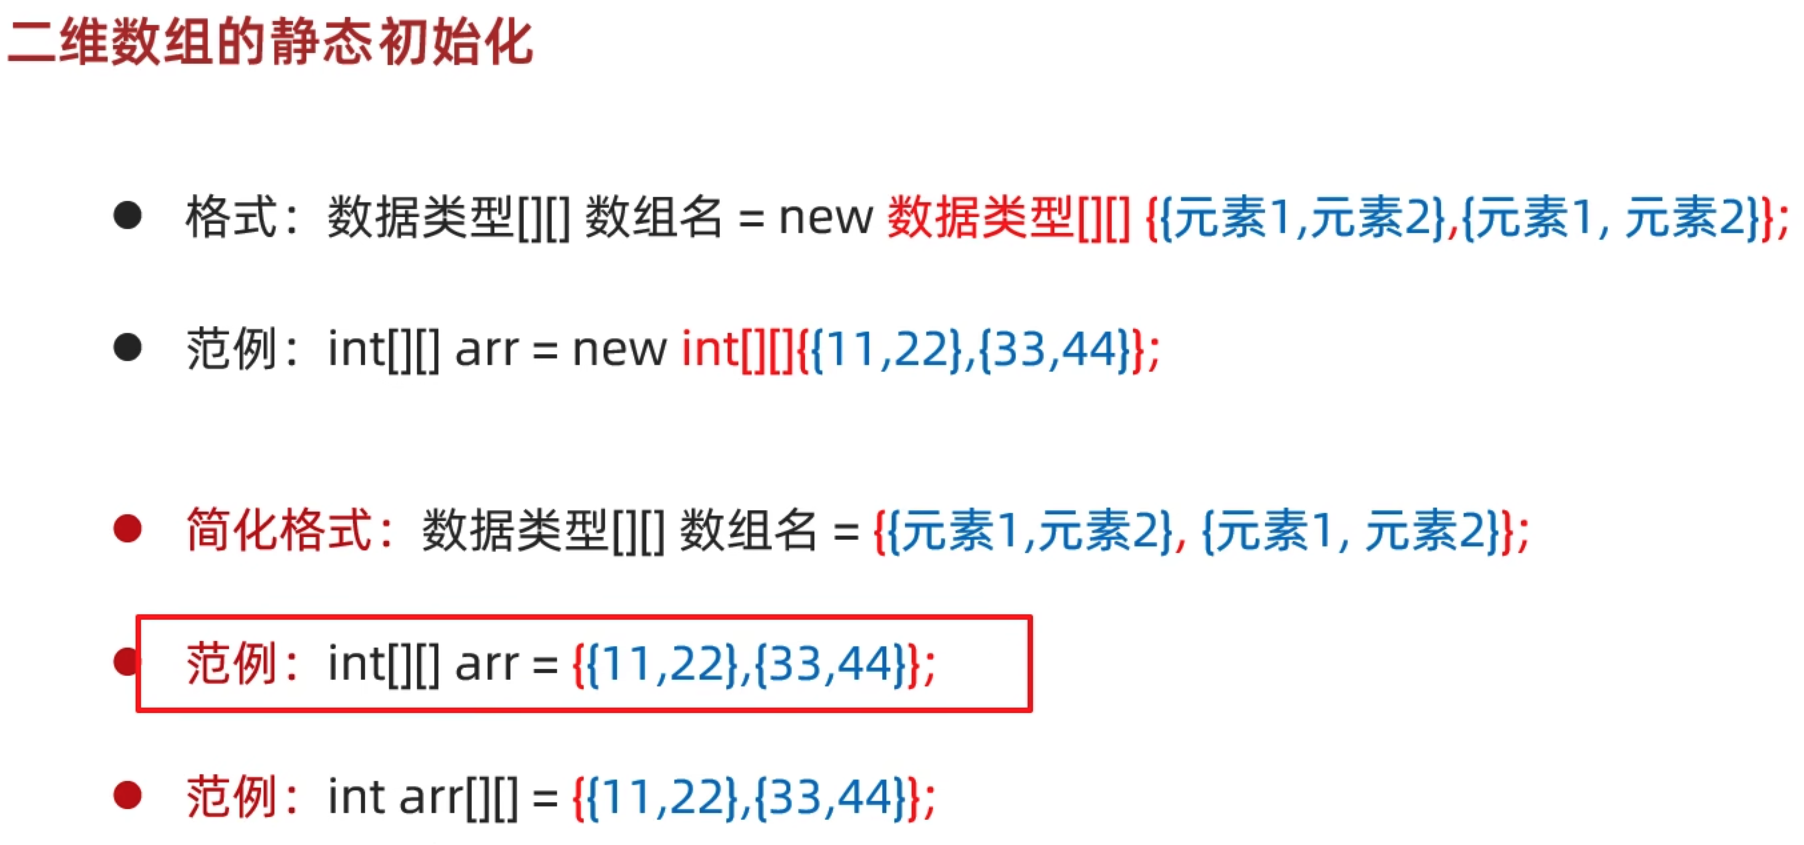 二维数组的静态初始化
● 格式：数据类型[][] 数组名 = new 数据类型[][] {{元素1,元素2},{元素1, 元素2}};
● 范例：int[][] arr = new int[][]{{11,22},{33,44}};
● 简化格式：数据类型[][] 数组名 = {{元素1,元素2}, {元素1, 元素2}};
● 范例：int[][] arr = {{11,22},{33,44}};
● 范例：int arr[][] = {{11,22},{33,44}};